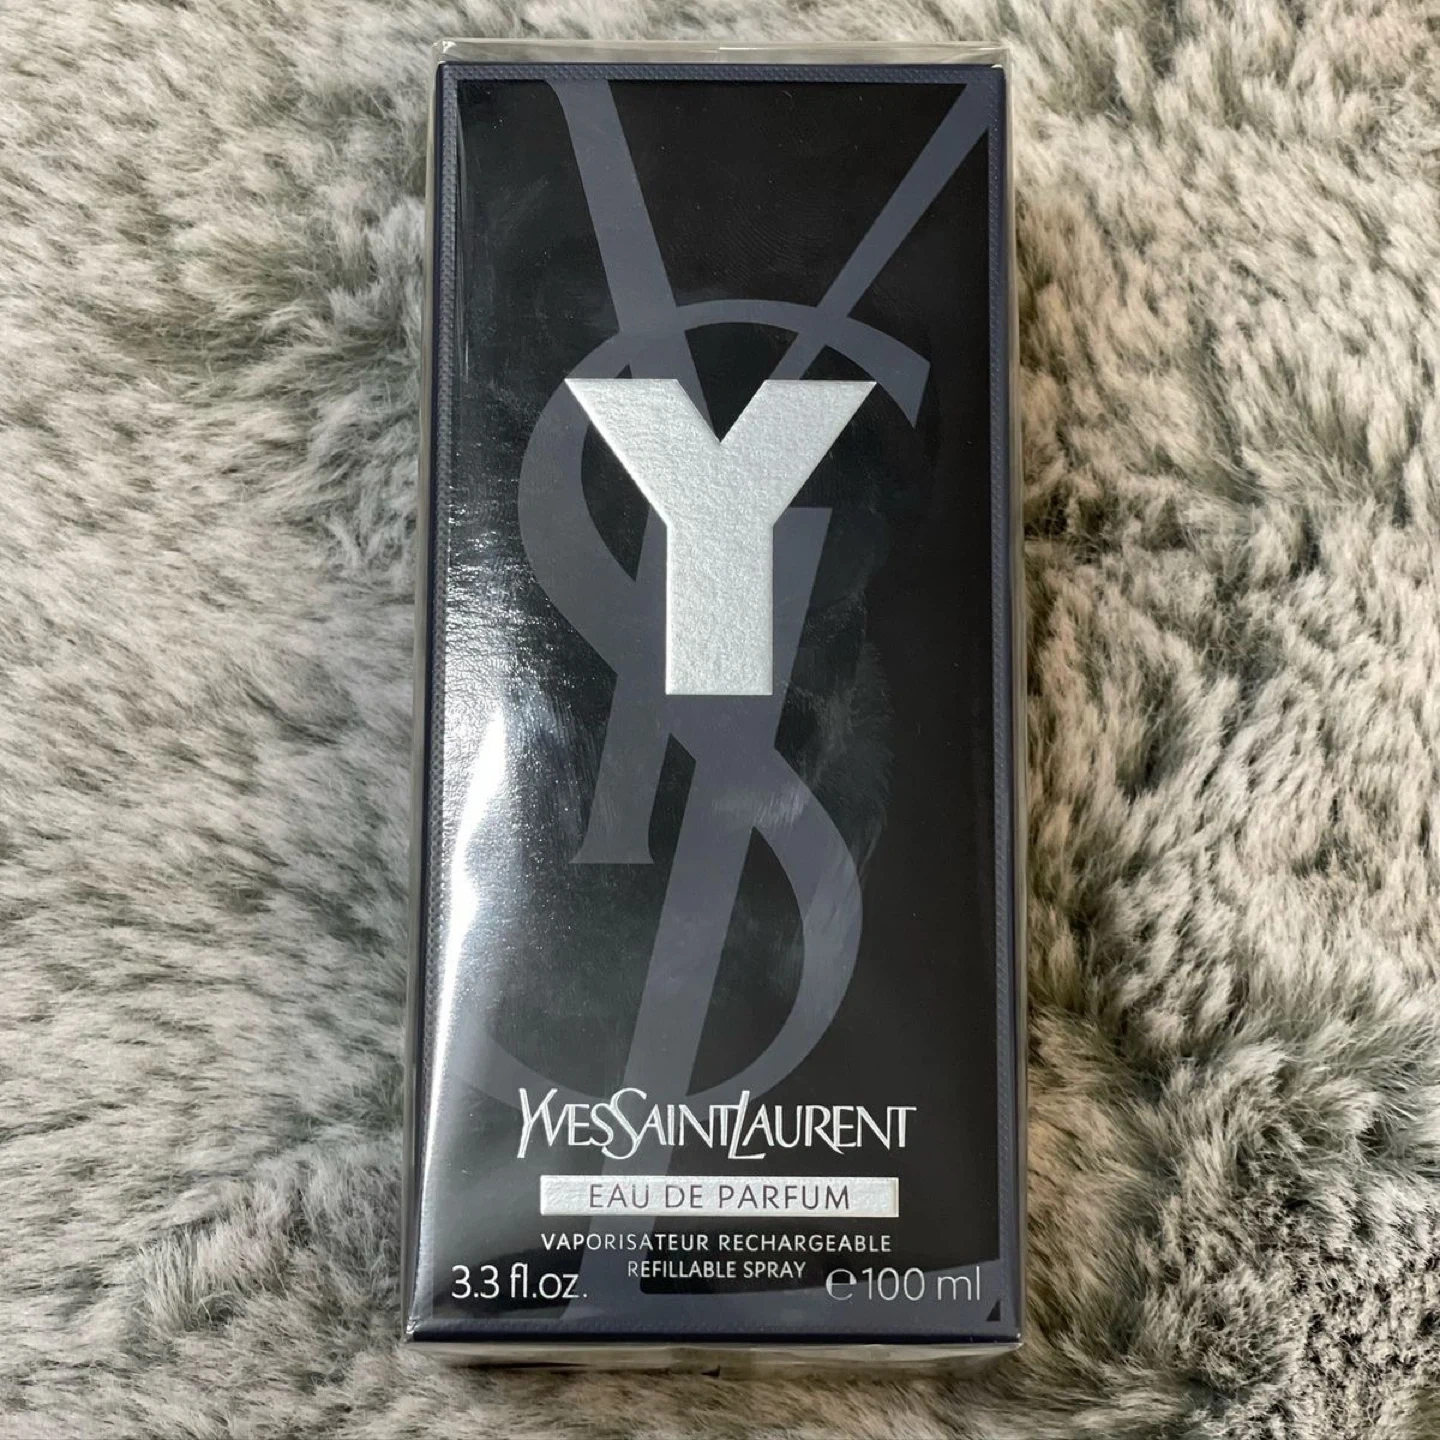 Y
YVESSAINTLAURENT
EAU DE PARFUM
VAPORISATEUR RECHARGEABLE
REFILLABLE SPRAY
3.3 fl.oz. ℮100 ml